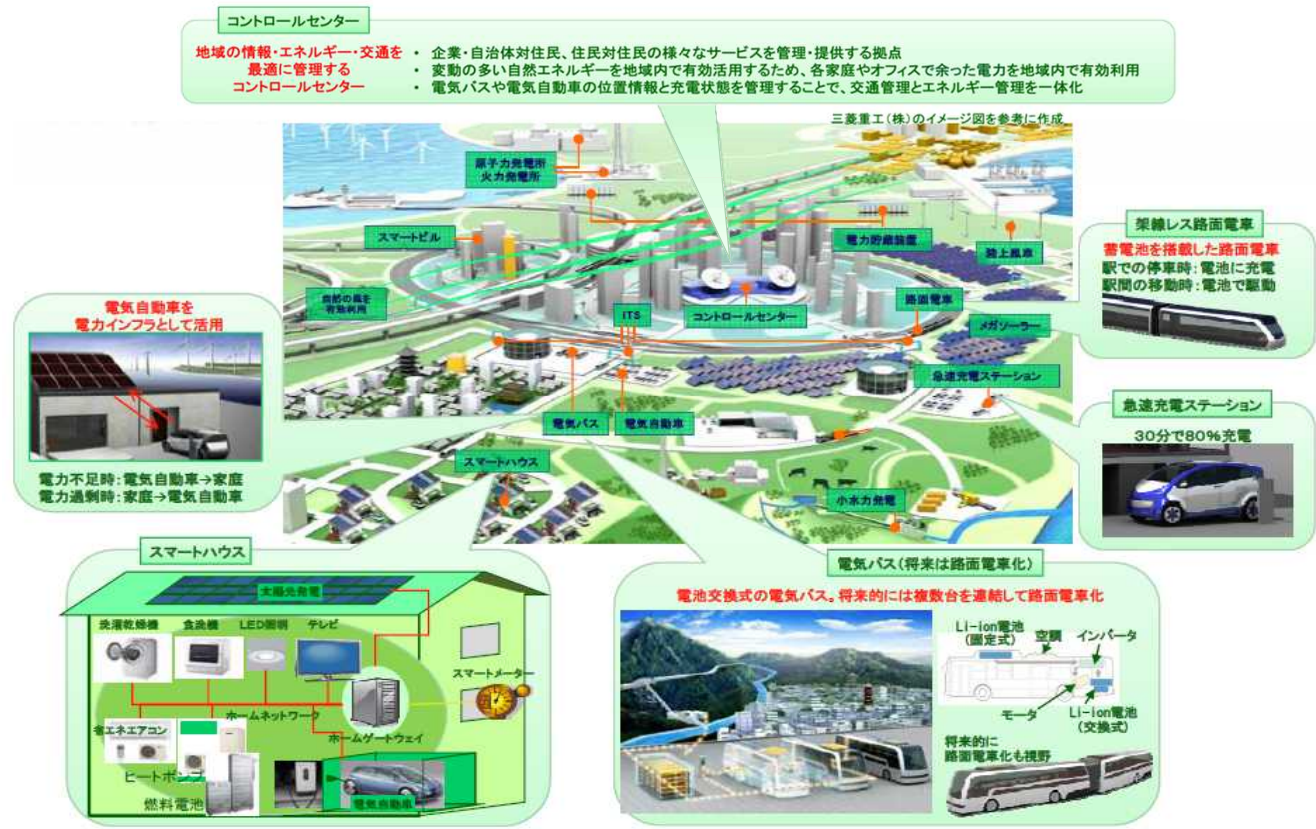 コントロールセンター
地域の情報・エネルギー・交通を
最適に管理する
コントロールセンター
・ 企業・自治体対住民、住民対住民の様々なサービスを管理・提供する拠点
・ 変動の多い自然エネルギーを地域内で有効活用するため、各家庭やオフィスで余った電力を地域内で有効利用
・ 電気バスや電気自動車の位置情報と充電状態を管理することで、交通管理とエネルギー管理を一体化
三菱重工(株)のイメージ図を参考に作成
原子力発電所
火力発電所
スマートビル
電力貯蔵装置
陸上風車
自然の風を
有効利用
ITS
コントロールセンター
路面電車
メガソーラー
急速充電ステーション
電気バス
電気自動車
スマートハウス
小水力発電
電気自動車を
電力インフラとして活用
電力不足時:電気自動車→家庭
電力過剰時:家庭→電気自動車
架線レス路面電車
蓄電池を搭載した路面電車
駅での停車時:電池に充電
駅間の移動時:電池で駆動
急速充電ステーション
30分で80%充電
スマートハウス
太陽光発電
洗濯乾燥機
食洗機
LED照明
テレビ
スマートメーター
ホームネットワーク
省エネエアコン
ホームゲートウェイ
ヒートポンプ
燃料電池
電気自動車
電気バス(将来は路面電車化)
電池交換式の電気バス。将来的には複数台を連結して路面電車化
Li-ion電池
(固定式)
空調
インバータ
モータ
Li-ion電池
(交換式)
将来的に
路面電車化も視野